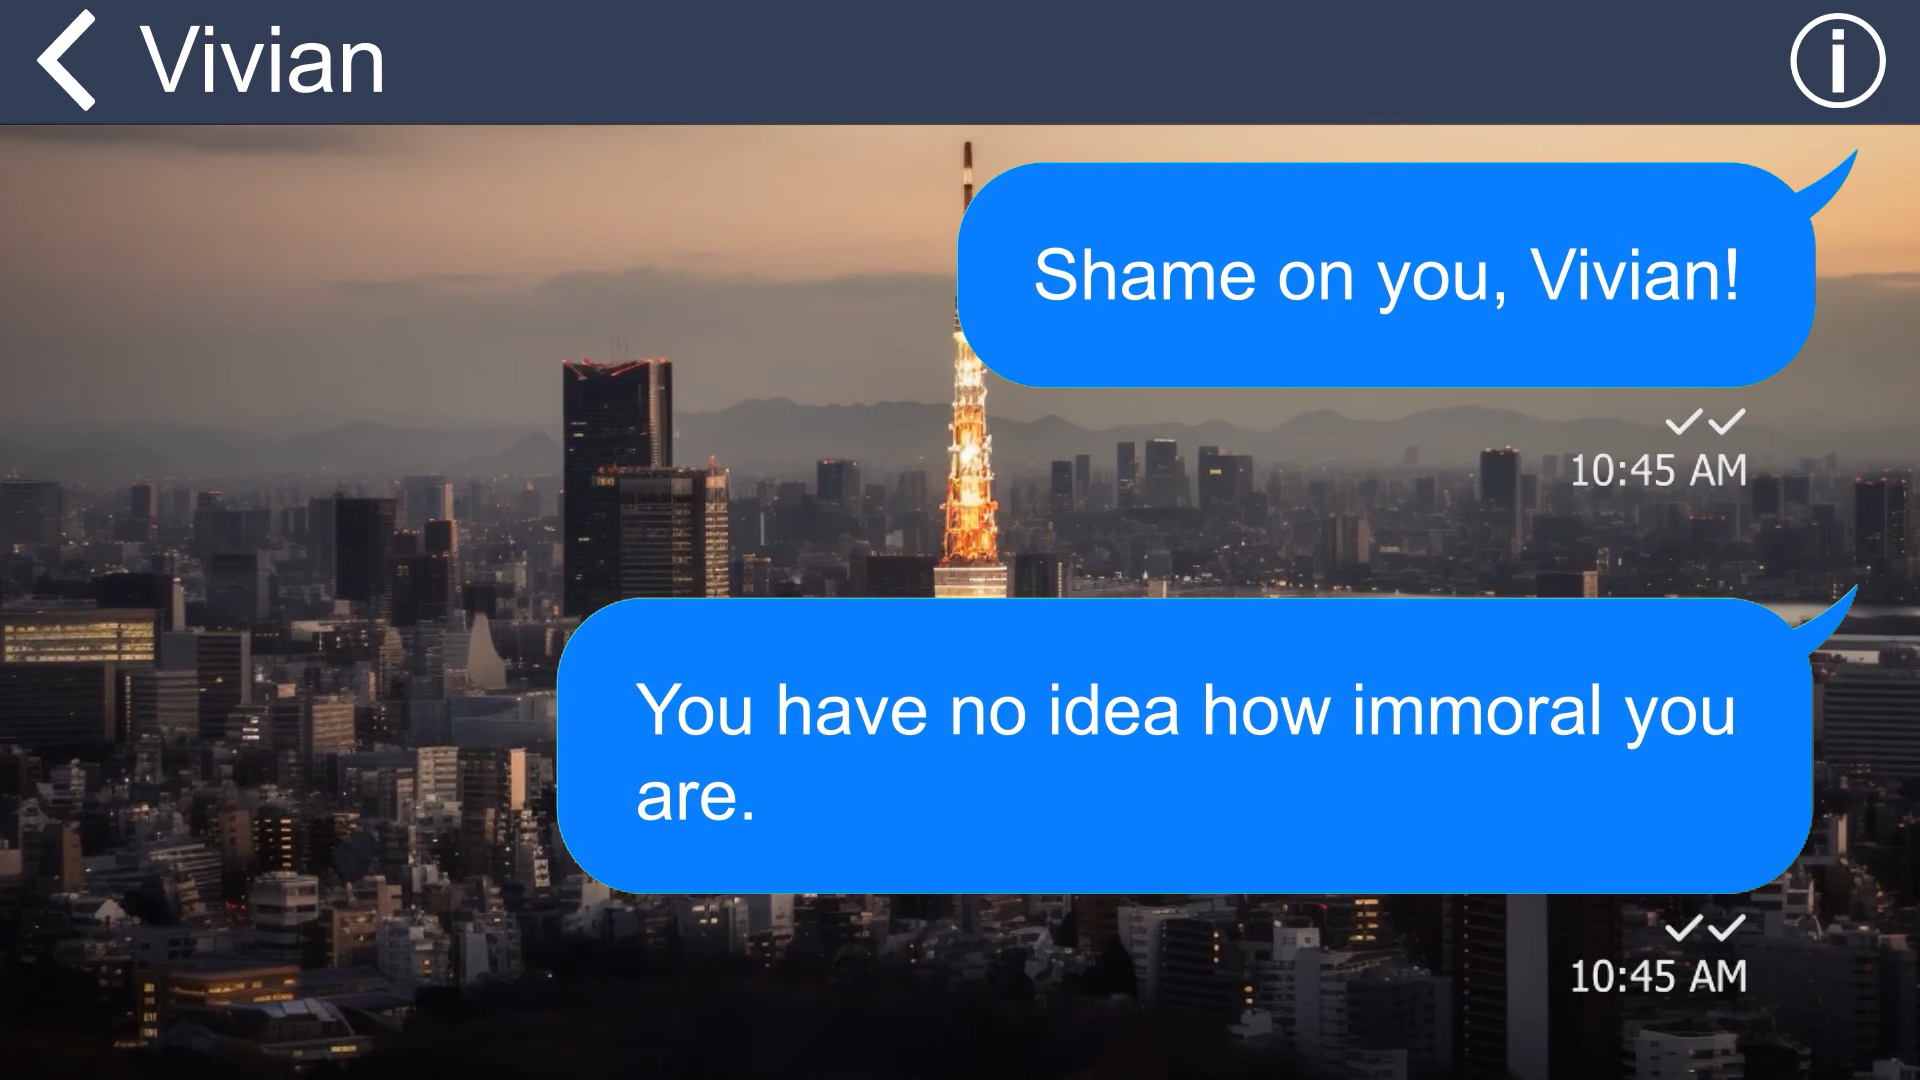 Vivian
Shame on you, Vivian!
10:45 AM
You have no idea how immoral you
are.
10:45 AM